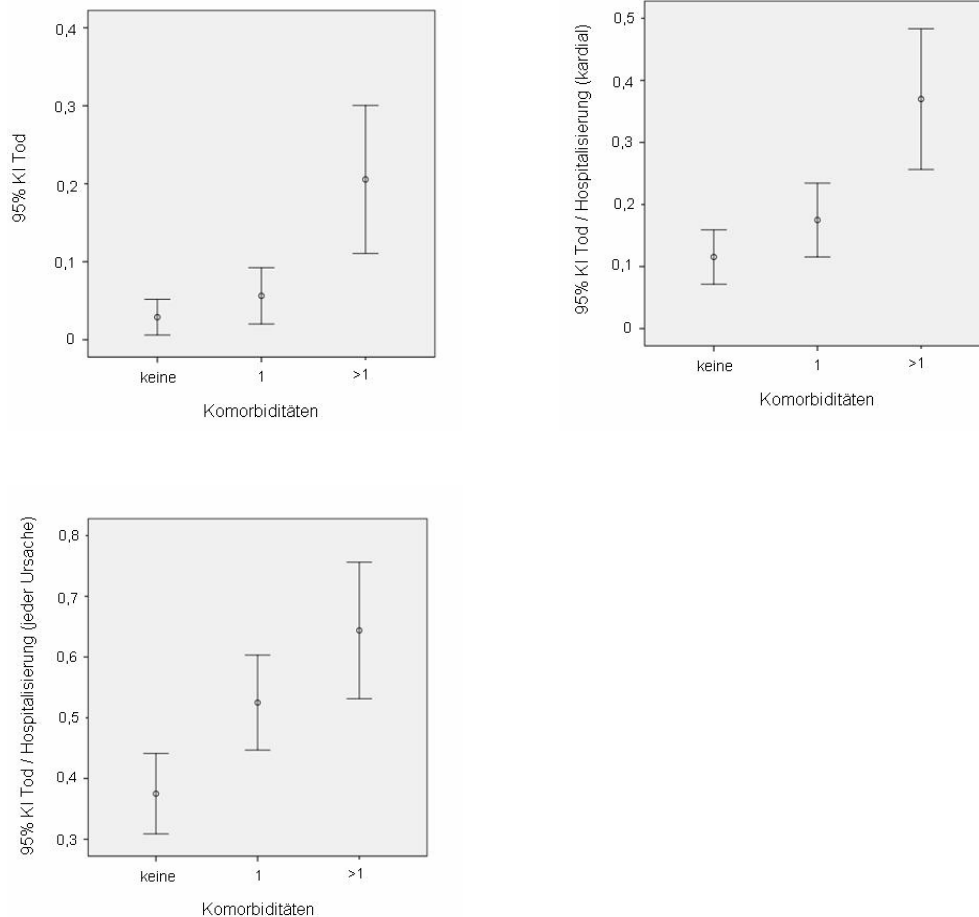 95% KI Tod
0,4
0,3
0,2
0,1
0
keine 1 >1
Komorbiditäten
95% KI Tod / Hospitalisierung (kardial)
0,5
0,4
0,3
0,2
0,1
0
keine 1 >1
Komorbiditäten
95% KI Tod / Hospitalisierung (jeder Ursache)
0,8
0,7
0,6
0,5
0,4
0,3
keine 1 >1
Komorbiditäten